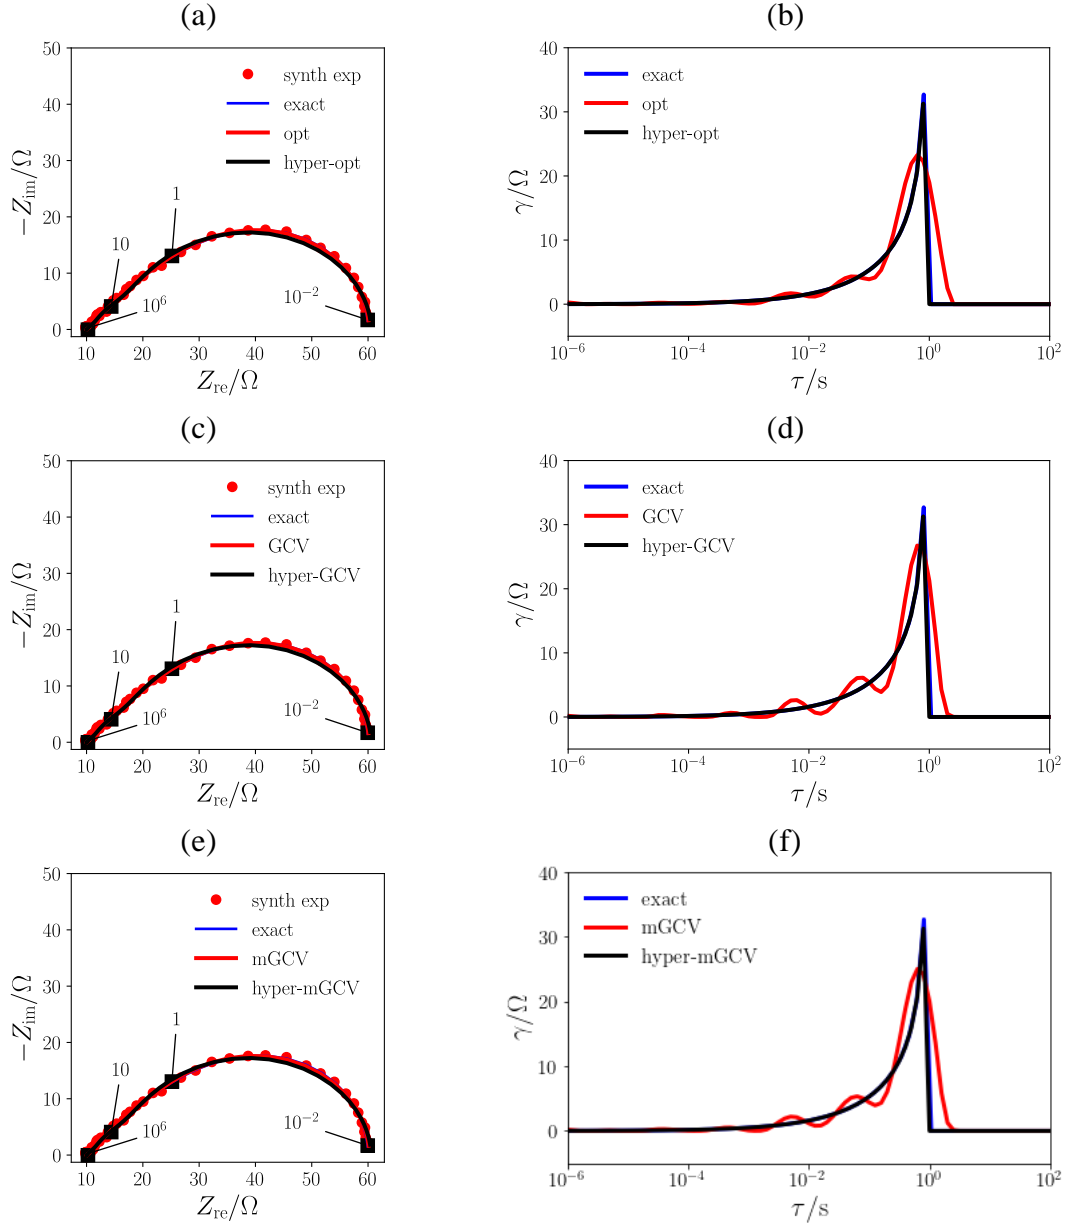 (a)
50
40
30
20
10
0
−Z_im/Ω
synth exp
exact
opt
hyper-opt
1
10
10^6
10^−2
10 20 30 40 50 60
Z_re/Ω
(b)
40
30
20
10
0
γ/Ω
exact
opt
hyper-opt
10^−6 10^−4 10^−2 10^0 10^2
τ/s
(c)
50
40
30
20
10
0
−Z_im/Ω
synth exp
exact
GCV
hyper-GCV
1
10
10^6
10^−2
10 20 30 40 50 60
Z_re/Ω
(d)
40
30
20
10
0
γ/Ω
exact
GCV
hyper-GCV
10^−6 10^−4 10^−2 10^0 10^2
τ/s
(e)
50
40
30
20
10
0
−Z_im/Ω
synth exp
exact
mGCV
hyper-mGCV
1
10
10^6
10^−2
10 20 30 40 50 60
Z_re/Ω
(f)
40
30
20
10
0
γ/Ω
exact
mGCV
hyper-mGCV
10^−6 10^−4 10^−2 10^0 10^2
τ/s